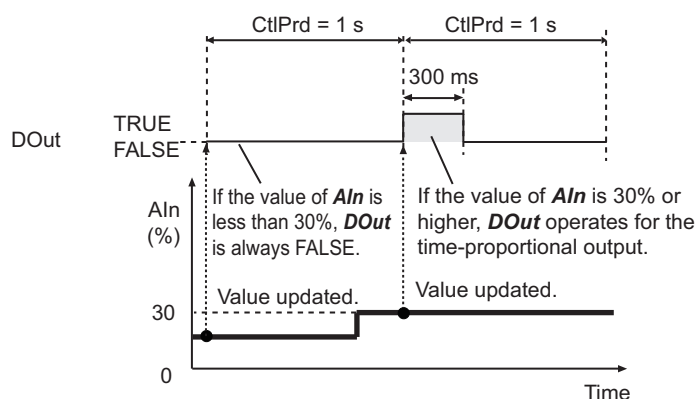 CtlPrd = 1 s
CtlPrd = 1 s
300 ms
DOut
TRUE
FALSE
If the value of AIn is
less than 30%, DOut
is always FALSE.
If the value of AIn is 30% or
higher, DOut operates for the
time-proportional output.
AIn
(%)
30
Value updated.
Value updated.
0
Time